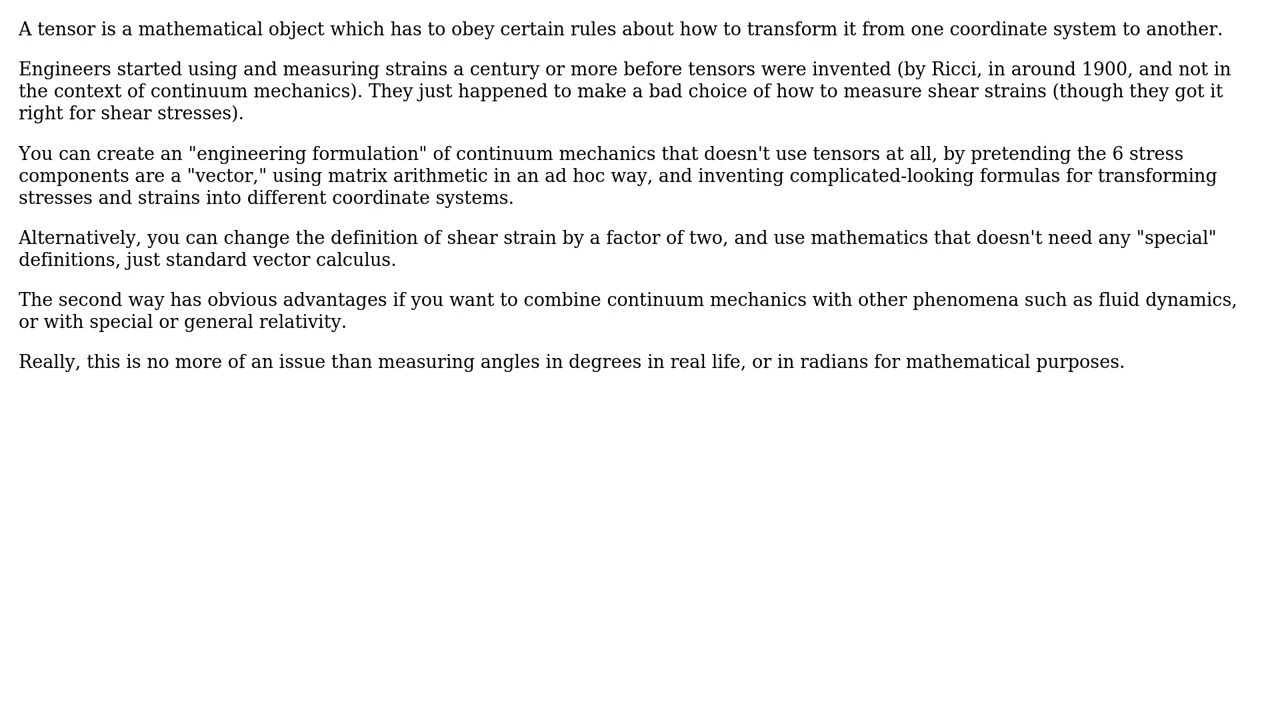 A tensor is a mathematical object which has to obey certain rules about how to transform it from one coordinate system to another.
Engineers started using and measuring strains a century or more before tensors were invented (by Ricci, in around 1900, and not in
the context of continuum mechanics). They just happened to make a bad choice of how to measure shear strains (though they got it
right for shear stresses).
You can create an "engineering formulation" of continuum mechanics that doesn't use tensors at all, by pretending the 6 stress
components are a "vector," using matrix arithmetic in an ad hoc way, and inventing complicated-looking formulas for transforming
stresses and strains into different coordinate systems.
Alternatively, you can change the definition of shear strain by a factor of two, and use mathematics that doesn't need any "special"
definitions, just standard vector calculus.
The second way has obvious advantages if you want to combine continuum mechanics with other phenomena such as fluid dynamics,
or with special or general relativity.
Really, this is no more of an issue than measuring angles in degrees in real life, or in radians for mathematical purposes.